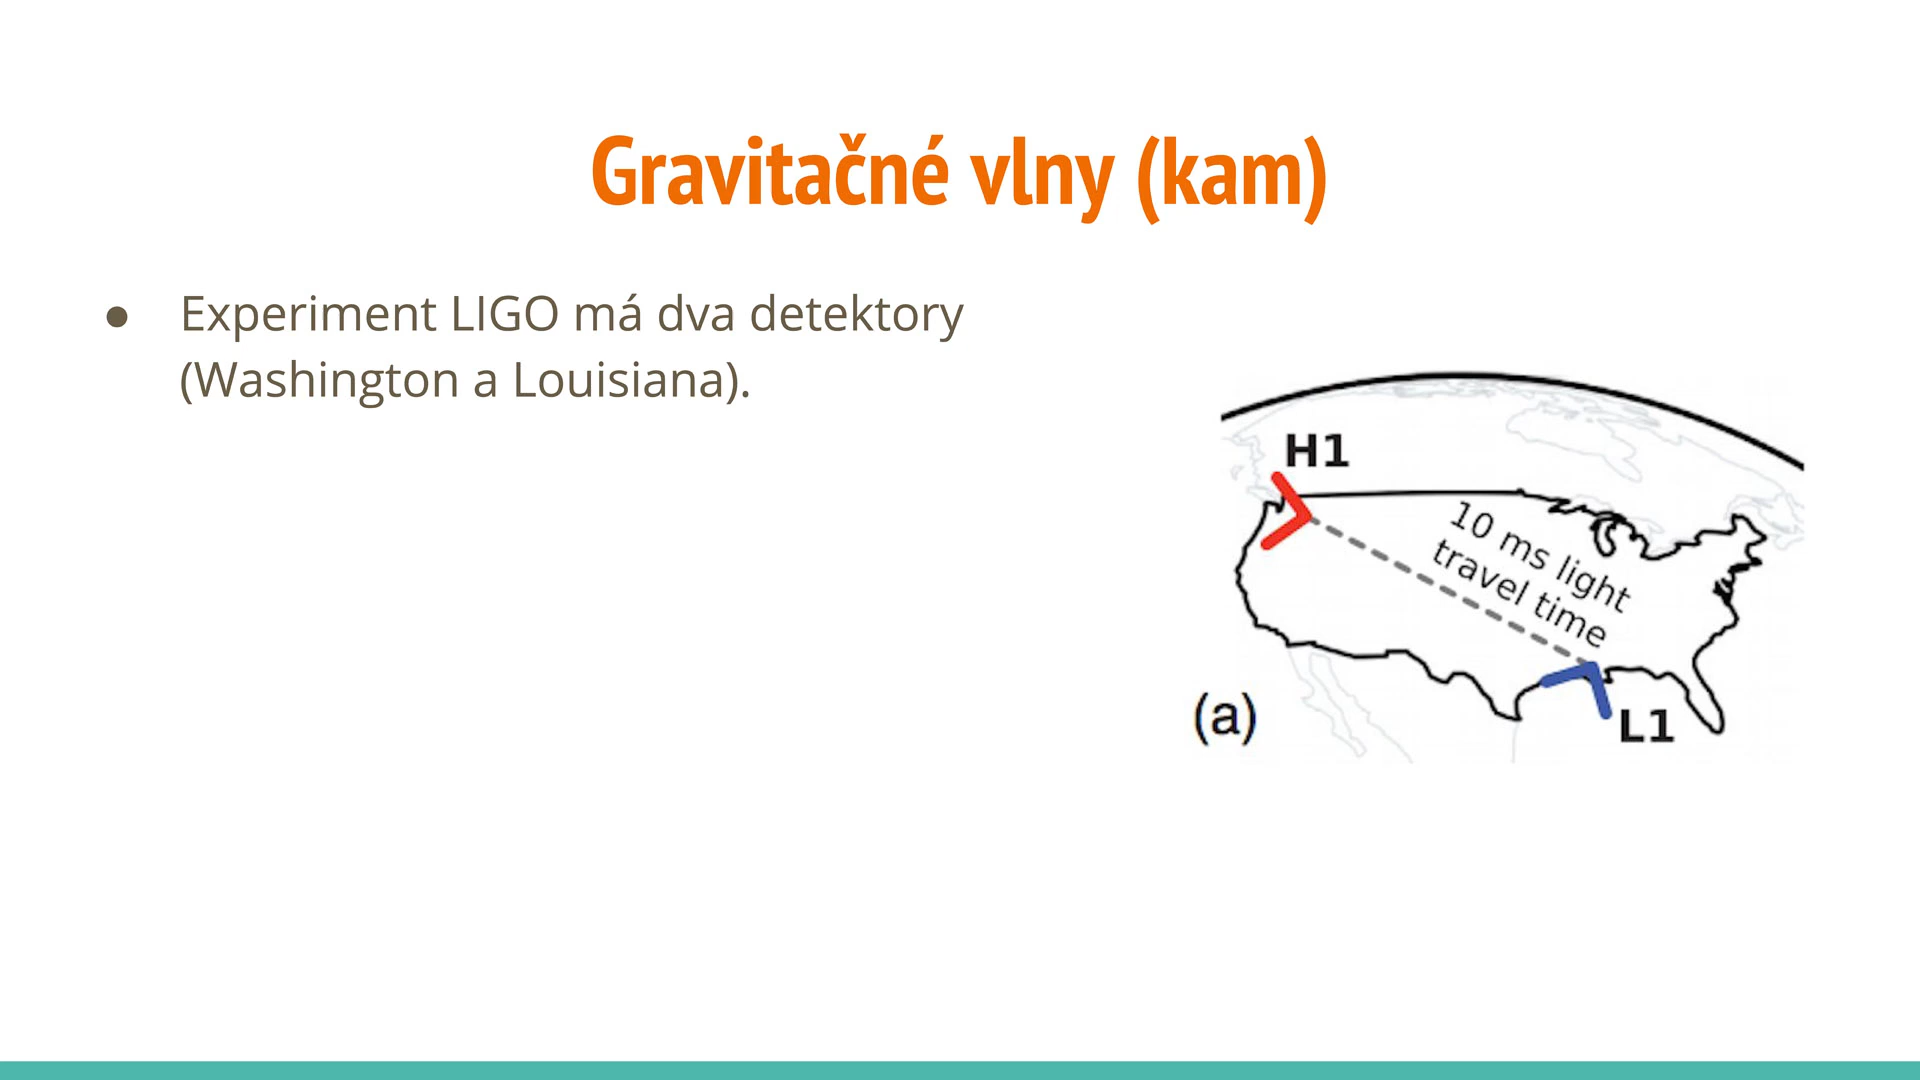 Gravitačné vlny (kam)
● Experiment LIGO má dva detektory
(Washington a Louisiana).
H1
10 ms light
travel time
(a)
L1